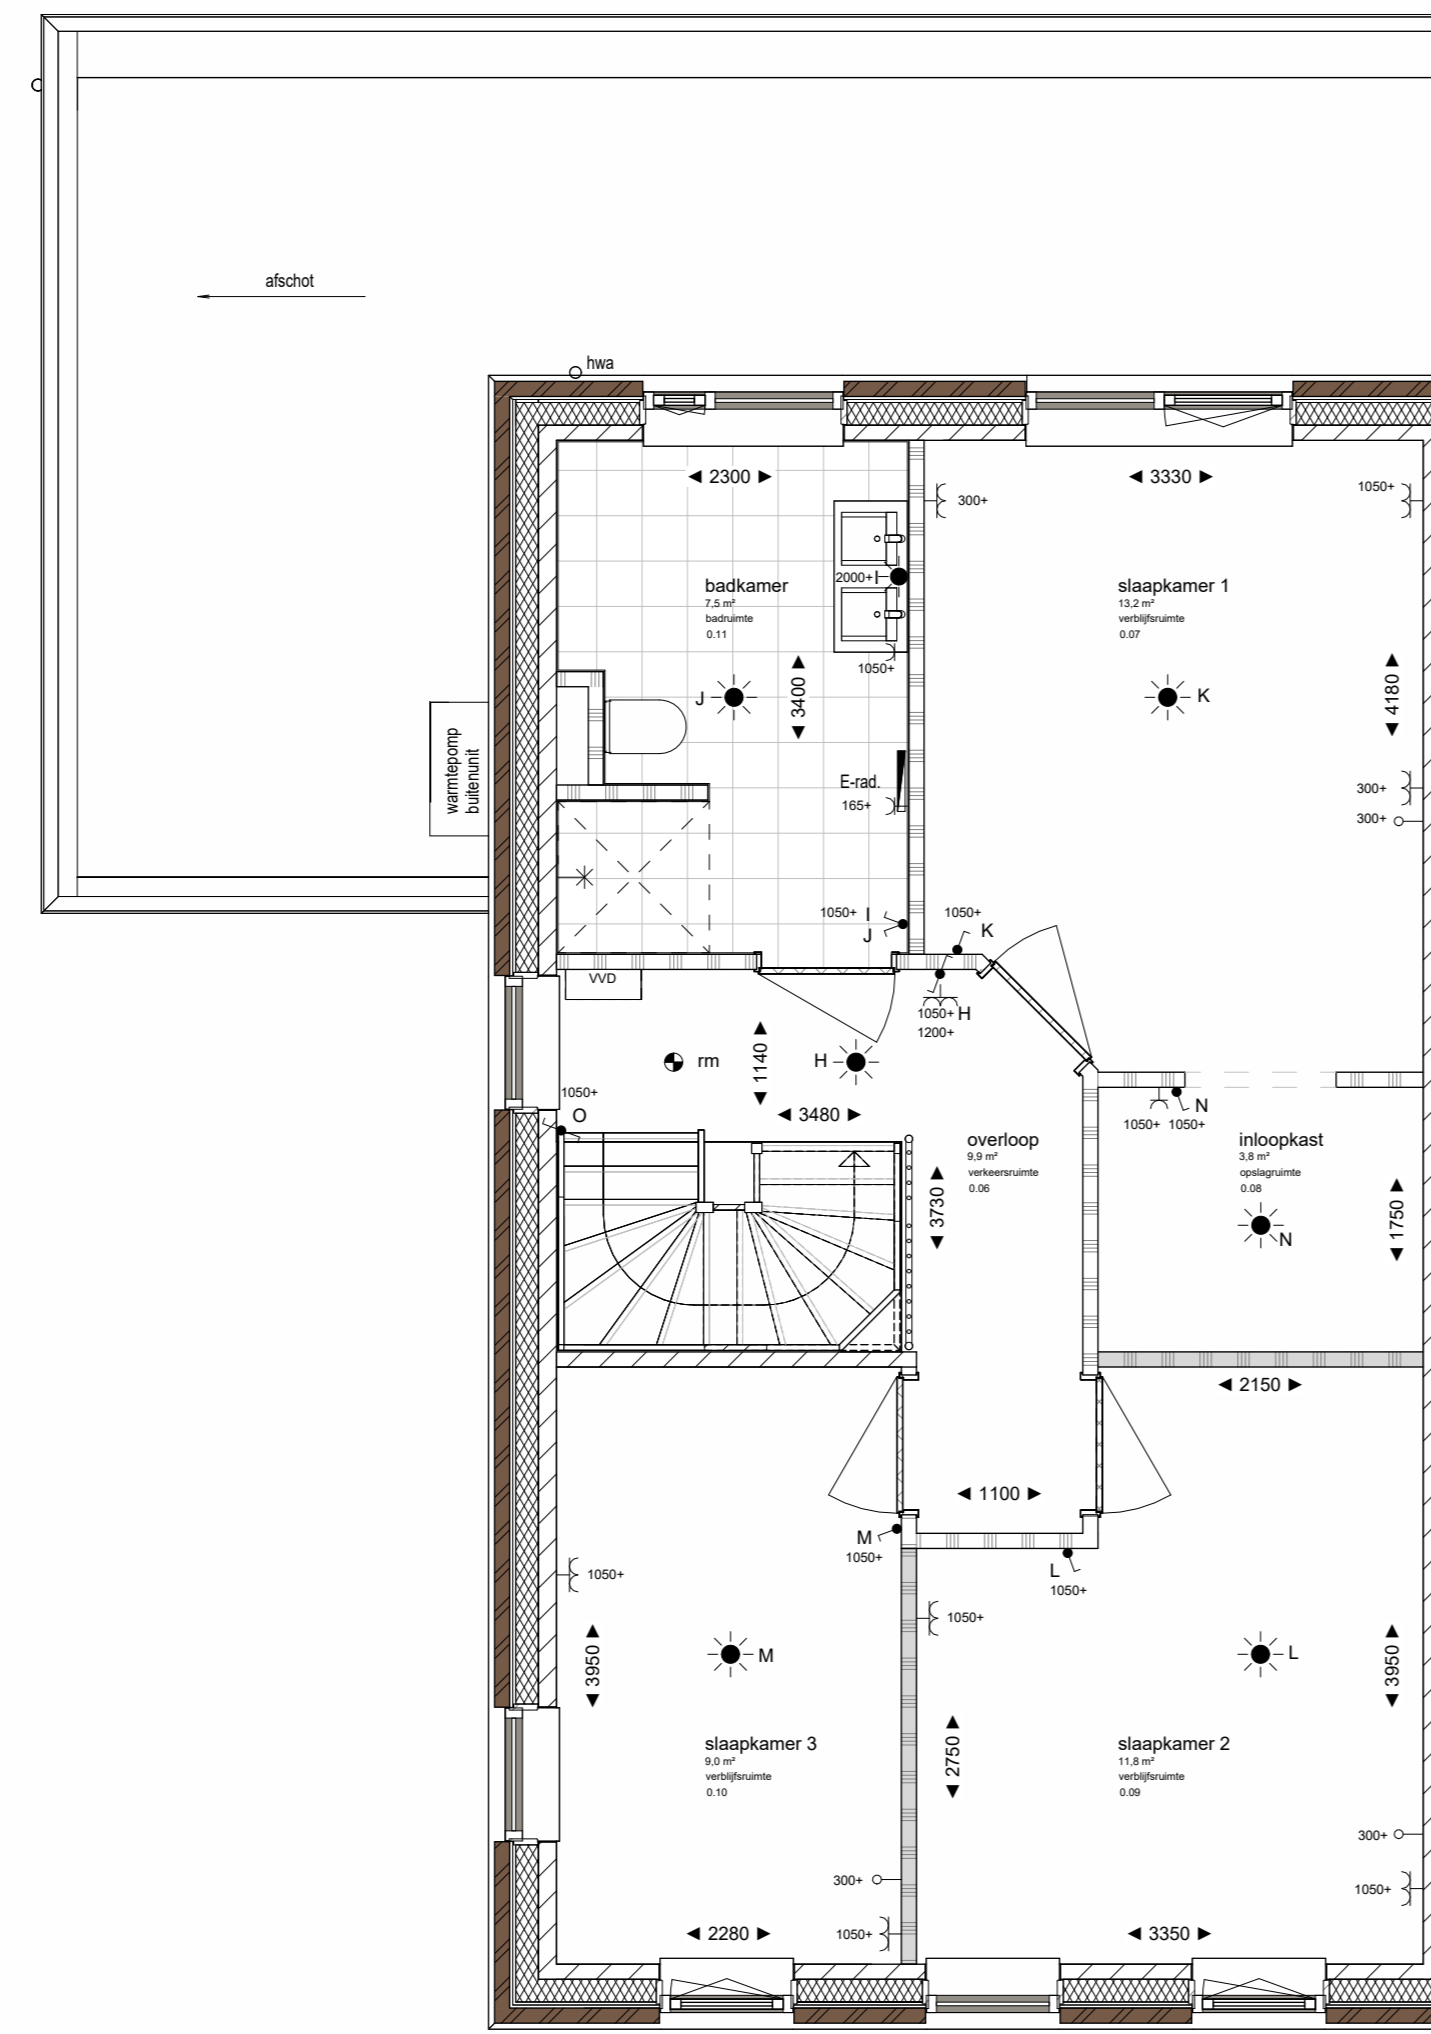 afschot
hwa
2300
3330
300+
1050+
2000+
I
badkamer
7,5 m²
badruimte
0.11
slaapkamer 1
13,2 m²
verblijfsruimte
0.07
1050+
J
3400
K
4180
warmtepomp
buitenunit
E-rad.
165+
300+
300+
1050+
I
J
1050+
K
VVD
1050+
H
1200+
rm
1140
H
1050+
O
3480
N
1050+
1050+
overloop
9,9 m²
verkeersruimte
0.06
inloopkast
3,8 m²
opslagruimte
0.08
3730
1750
N
2150
1100
M
1050+
L
1050+
1050+
1050+
M
L
3950
3950
2750
slaapkamer 3
9,0 m²
verblijfsruimte
0.10
slaapkamer 2
11,8 m²
verblijfsruimte
0.09
300+
300+
1050+
1050+
2280
3350